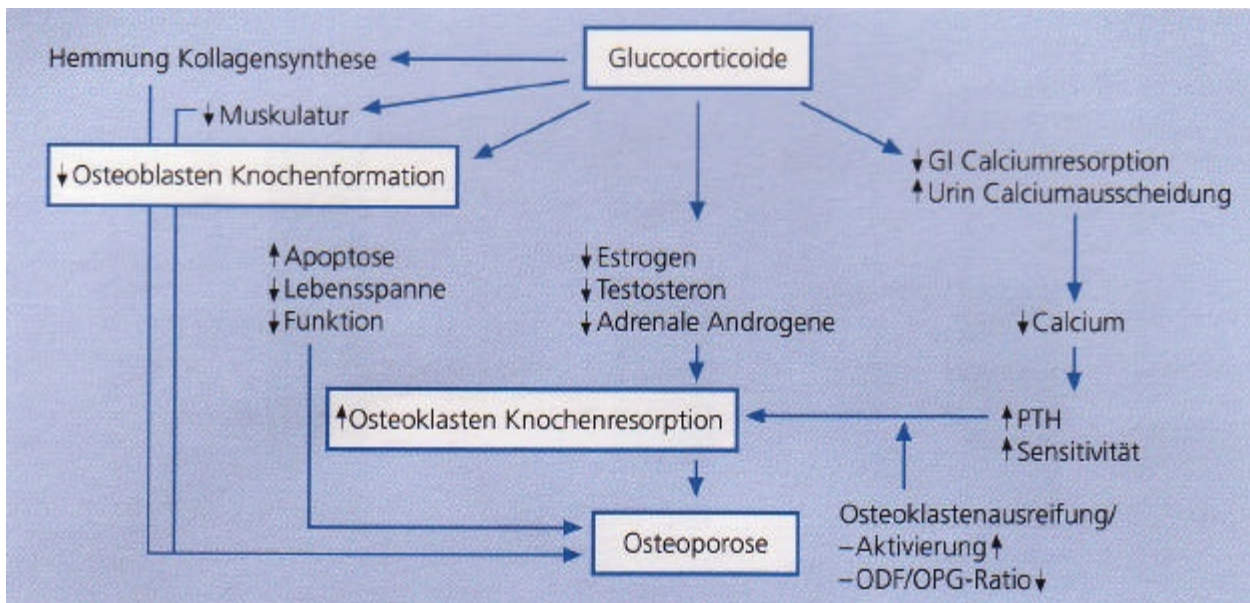 Hemmung Kollagensynthese
Glucocorticoide
↓Muskulatur
↓Osteoblasten Knochenformation
↓GI Calciumresorption
↑Urin Calciumausscheidung
↑Apoptose
↓Lebensspanne
↓Funktion
↓Estrogen
↓Testosteron
↓Adrenale Androgene
↓Calcium
↑Osteoklasten Knochenresorption
↑PTH
↑Sensitivität
Osteoklastenausreifung/
–Aktivierung↑
–ODF/OPG-Ratio↓
Osteoporose